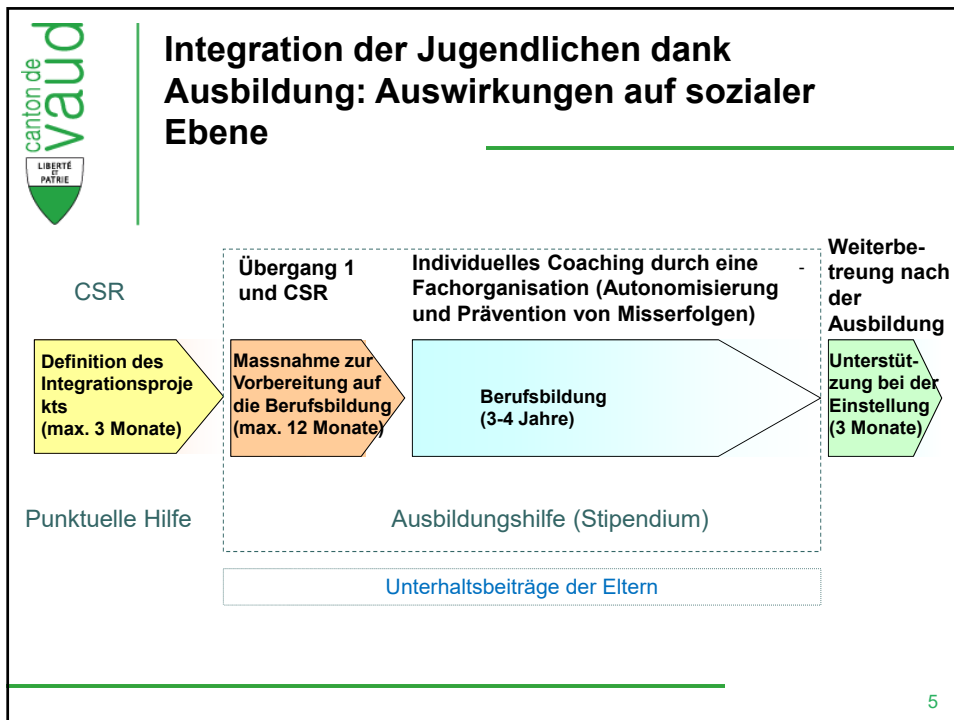 canton de
vaud
LIBERTÉ
ET
PATRIE
Integration der Jugendlichen dank
Ausbildung: Auswirkungen auf sozialer
Ebene
CSR
Definition des
Integrationsproje
kts
(max. 3 Monate)
Punktuelle Hilfe
Übergang 1
und CSR
Massnahme zur
Vorbereitung auf
die Berufsbildung
(max. 12 Monate)
Individuelles Coaching durch eine
Fachorganisation (Autonomisierung
und Prävention von Misserfolgen)
-
Berufsbildung
(3-4 Jahre)
Ausbildungshilfe (Stipendium)
Unterhaltsbeiträge der Eltern
Weiterbe-
treuung nach
der
Ausbildung
Unterstüt-
zung bei der
Einstellung
(3 Monate)
5